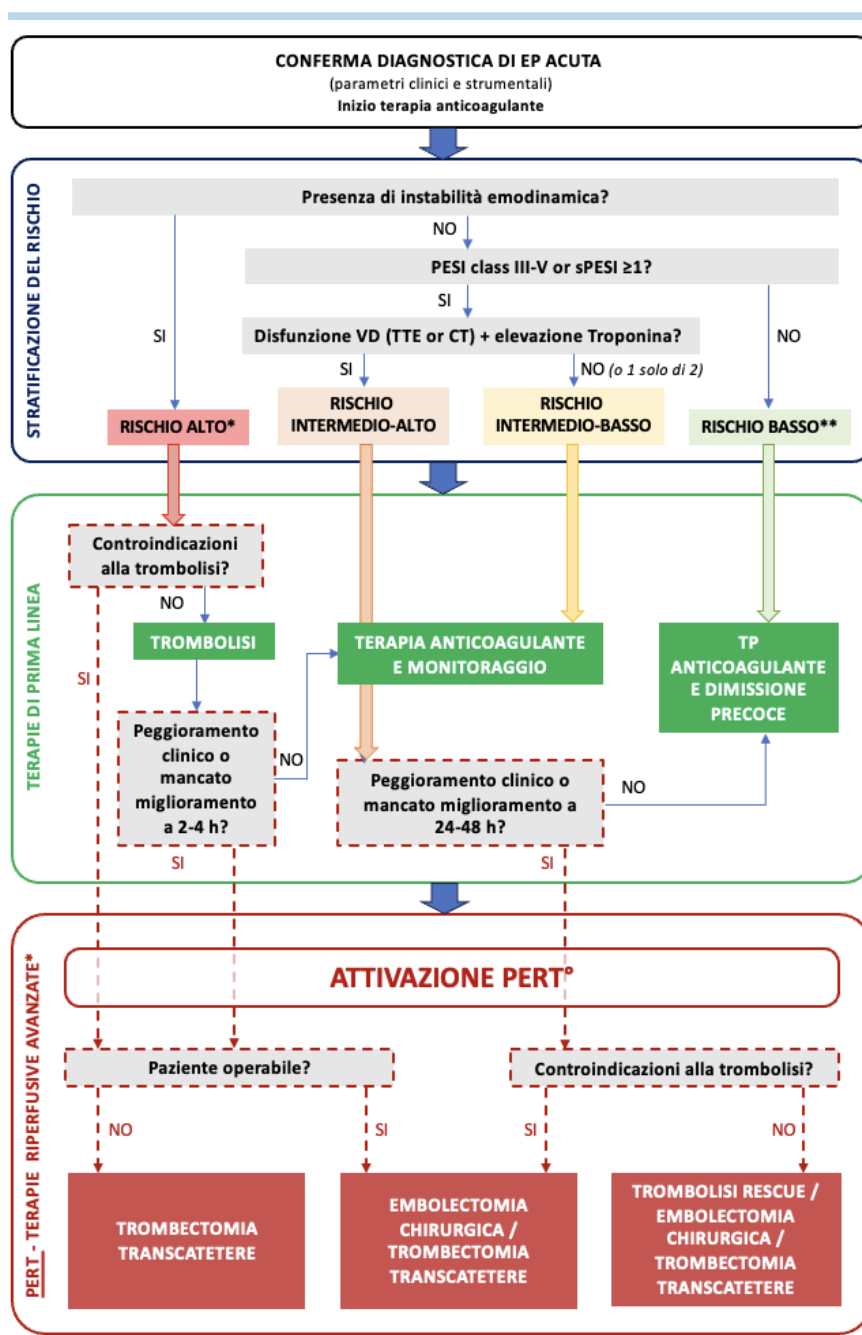 CONFERMA DIAGNOSTICA DI EP ACUTA
(parametri clinici e strumentali)
Inizio terapia anticoagulante
STRATIFICAZIONE DEL RISCHIO
Presenza di instabilità emodinamica?
NO
PESI class III-V or sPESI ≥1?
SI
SI
NO
Disfunzione VD (TTE or CT) + elevazione Troponina?
SI
NO (o 1 solo di 2)
RISCHIO ALTO*
RISCHIO
INTERMEDIO-ALTO
RISCHIO
INTERMEDIO-BASSO
RISCHIO BASSO**
TERAPIE DI PRIMA LINEA
Controindicazioni
alla trombolisi?
NO
SI
TROMBOLISI
TERAPIA ANTICOAGULANTE
E MONITORAGGIO
TP
ANTICOAGULANTE
E DIMISSIONE
PRECOCE
Peggioramento
clinico o
mancato
miglioramento
a 2-4 h?
NO
SI
Peggioramento clinico o
mancato miglioramento a
24-48 h?
NO
SI
PERT - TERAPIE RIPERFUSIVE AVANZATE*
ATTIVAZIONE PERT°
Paziente operabile?
Controindicazioni alla trombolisi?
NO
SI
SI
NO
TROMBECTOMIA
TRANSCATETERE
EMBOLECTOMIA
CHIRURGICA /
TROMBECTOMIA
TRANSCATETERE
TROMBOLISI RESCUE /
EMBOLECTOMIA
CHIRURGICA /
TROMBECTOMIA
TRANSCATETERE